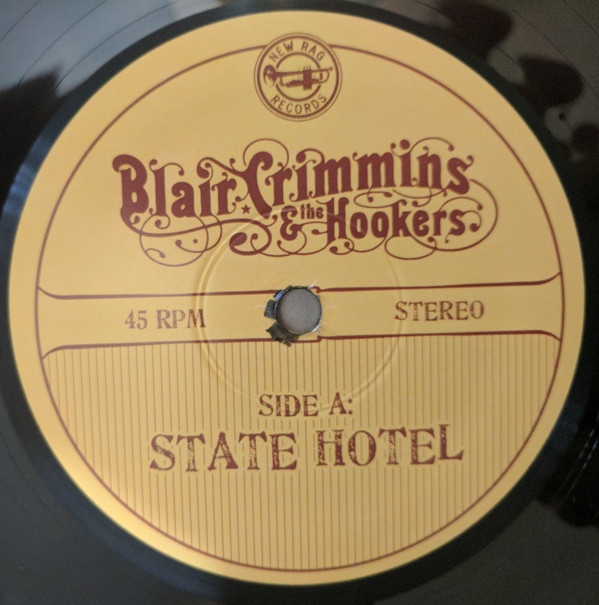 NEW RAG
RECORDS
Blair Crimmins
& the Hookers
45 RPM
STEREO
SIDE A:
STATE HOTEL